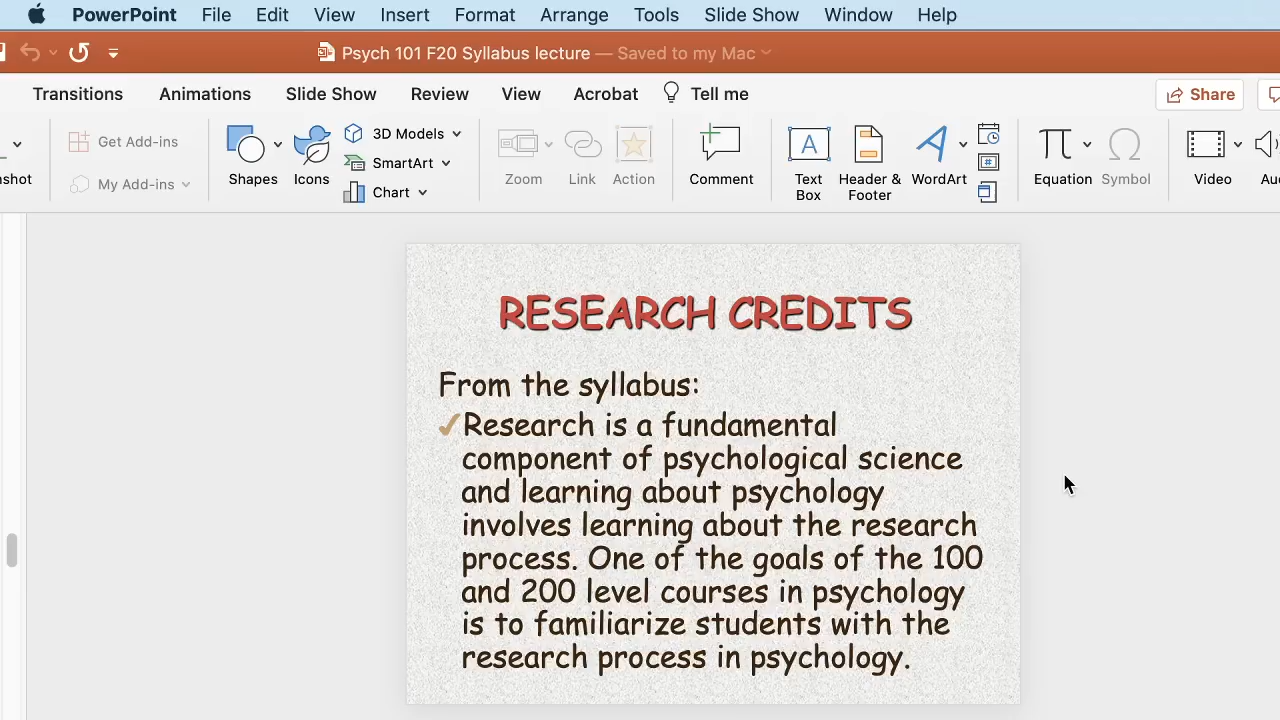 PowerPoint File Edit View Insert Format Arrange Tools Slide Show Window Help
Psych 101 F20 Syllabus lecture — Saved to my Mac
Transitions Animations Slide Show Review View Acrobat Tell me Share
Get Add-ins
My Add-ins
Shapes
Icons
3D Models
SmartArt
Chart
Zoom
Link
Action
Comment
Text
Box
Header &
Footer
WordArt
Equation
Symbol
Video
RESEARCH CREDITS
From the syllabus:
✓Research is a fundamental
component of psychological science
and learning about psychology
involves learning about the research
process. One of the goals of the 100
and 200 level courses in psychology
is to familiarize students with the
research process in psychology.